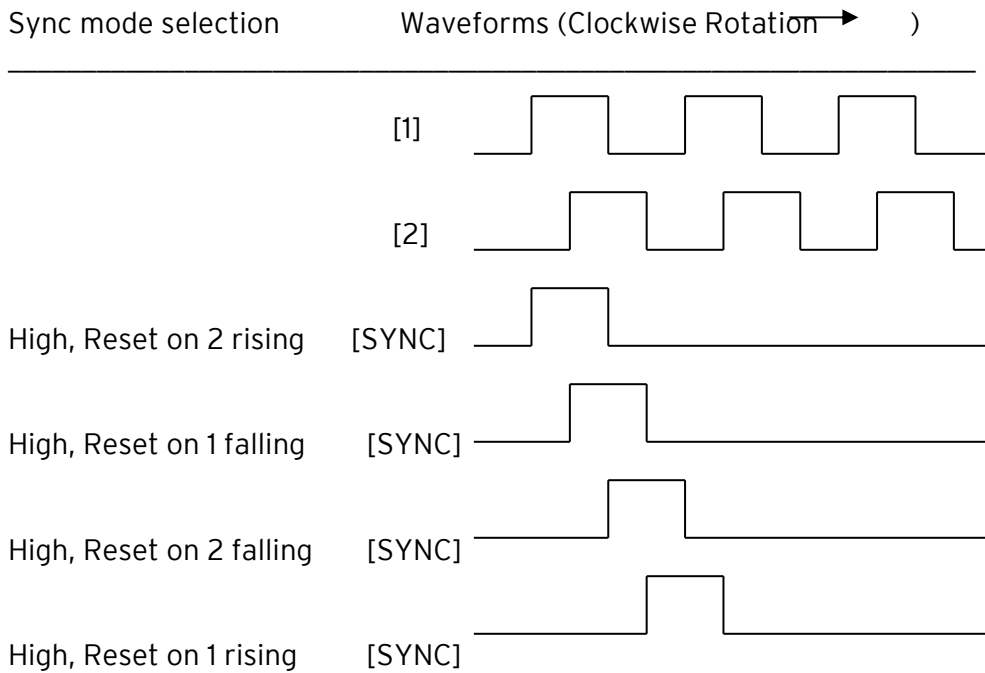 Sync mode selection Waveforms (Clockwise Rotation )
[1]
[2]
High, Reset on 2 rising [SYNC]
High, Reset on 1 falling [SYNC]
High, Reset on 2 falling [SYNC]
High, Reset on 1 rising [SYNC]